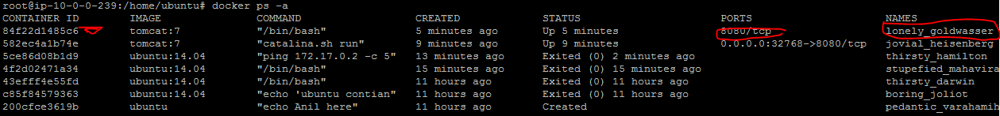 root@ip-10-0-0-239:/home/ubuntu# docker ps -a
CONTAINER ID IMAGE COMMAND CREATED STATUS PORTS NAMES
84f22d1485c6 tomcat:7 "/bin/bash" 5 minutes ago Up 5 minutes 8080/tcp lonely_goldwasser
582ec4a1b74e tomcat:7 "catalina.sh run" 9 minutes ago Up 9 minutes 0.0.0.0:32768->8080/tcp jovial_heisenberg
5ce86d08b1d9 ubuntu:14.04 "ping 172.17.0.2 -c 5" 13 minutes ago Exited (0) 2 minutes ago thirsty_hamilton
4f2d02471a34 ubuntu:14.04 "/bin/bash" 15 minutes ago Exited (0) 15 minutes ago stupefied_mahavira
43efff4e55fd ubuntu:14.04 "/bin/bash" 11 hours ago Exited (0) 11 hours ago thirsty_darwin
c85f84579363 ubuntu:14.04 "echo 'ubuntu contian" 11 hours ago Exited (0) 11 hours ago boring_joliot
200cfce3619b ubuntu "echo Anil here" 11 hours ago Created pedantic_varahamih